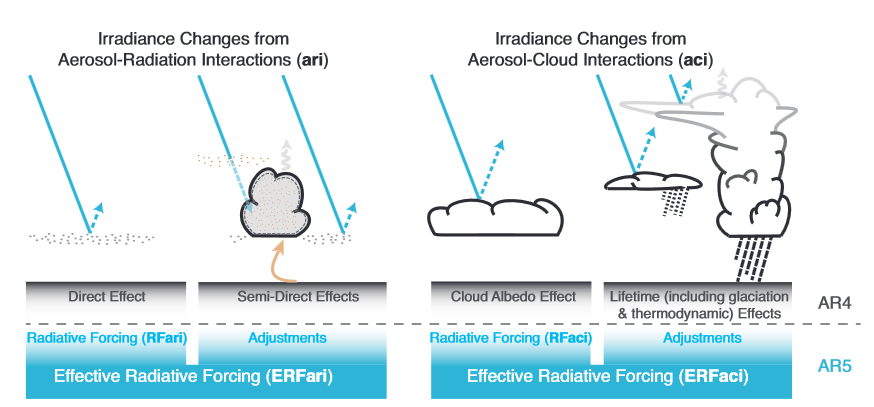 Irradiance Changes from
Aerosol-Radiation Interactions (ari)
Irradiance Changes from
Aerosol-Cloud Interactions (aci)
Direct Effect
Semi-Direct Effects
Cloud Albedo Effect
Lifetime (including glaciation
& thermodynamic) Effects
AR4
Radiative Forcing (RFari)
Adjustments
Radiative Forcing (RFaci)
Adjustments
AR5
Effective Radiative Forcing (ERFari)
Effective Radiative Forcing (ERFaci)